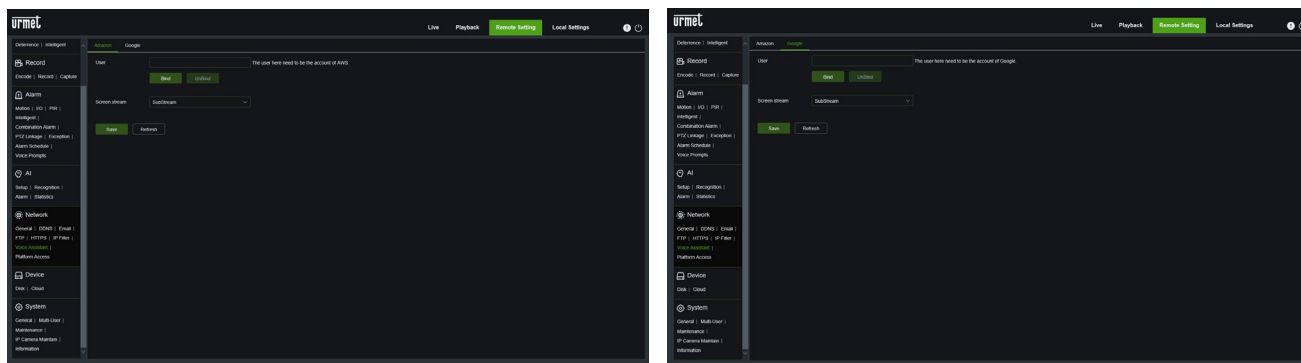 urmet
Live Playback Remote Setting Local Settings
Deterrence | Intelligent
Record
Encode | Record | Capture
Alarm
Motion | I/O | PIR |
Intelligent |
Combination Alarm |
PTZ Linkage | Exception |
Alarm Schedule |
Voice Prompts
AI
Setup | Recognition |
Alarm | Statistics
Network
General | DDNS | Email |
FTP | HTTPS | IP Filter |
Voice Assistant |
Platform Access
Device
Disk | Cloud
System
General | Multi-User |
Maintenance |
IP Camera Maintain |
Information
Amazon Google
User The user here need to be the account of AWS.
Bind UnBind
Screen stream SubStream
Save Refresh
urmet
Live Playback Remote Setting Local Settings
Deterrence | Intelligent
Record
Encode | Record | Capture
Alarm
Motion | I/O | PIR |
Intelligent |
Combination Alarm |
PTZ Linkage | Exception |
Alarm Schedule |
Voice Prompts
AI
Setup | Recognition |
Alarm | Statistics
Network
General | DDNS | Email |
FTP | HTTPS | IP Filter |
Voice Assistant |
Platform Access
Device
Disk | Cloud
System
General | Multi-User |
Maintenance |
IP Camera Maintain |
Information
Amazon Google
User The user here need to be the account of Google.
Bind UnBind
Screen stream SubStream
Save Refresh